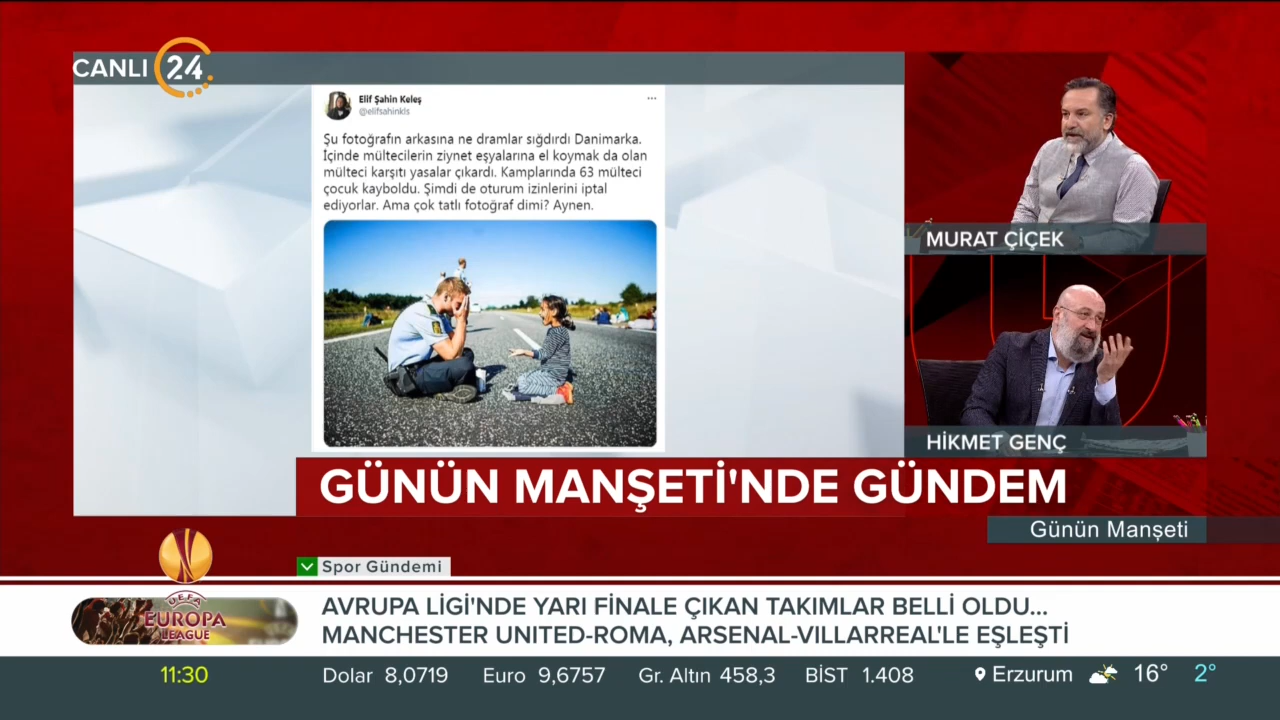 CANLI 24
Elif Şahin Keleş
@elifsahinkls
Şu fotoğrafın arkasına ne dramlar sığdırdı Danimarka.
İçinde mültecilerin ziynet eşyalarına el koymak da olan
mülteci karşıtı yasalar çıkardı. Kamplarında 63 mülteci
çocuk kayboldu. Şimdi de oturum izinlerini iptal
ediyorlar. Ama çok tatlı fotoğraf dimi? Aynen.
MURAT ÇİÇEK
HİKMET GENÇ
GÜNÜN MANŞETİ'NDE GÜNDEM
Günün Manşeti
Spor Gündemi
UEFA
EUROPA
LEAGUE
AVRUPA LİGİ'NDE YARI FİNALE ÇIKAN TAKIMLAR BELLİ OLDU...
MANCHESTER UNITED-ROMA, ARSENAL-VILLARREAL'LE EŞLEŞTİ
11:30 Dolar 8,0719 Euro 9,6757 Gr. Altın 458,3 BİST 1.408 Erzurum 16° 2°